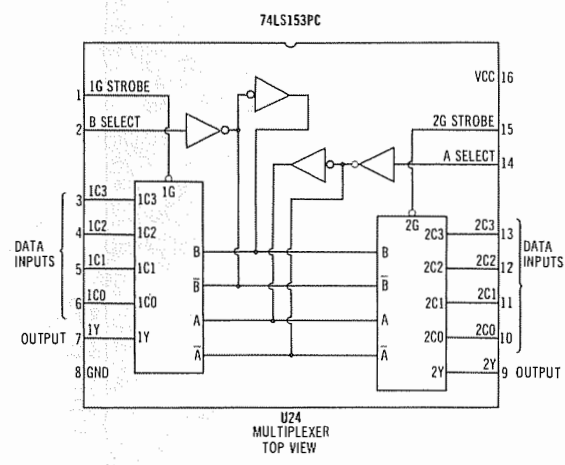 74LS153PC
VCC 16
1 1G STROBE
2G STROBE 15
2 B SELECT
A SELECT 14
1G
3 1C3 1C3
4 1C2 1C2
5 1C1 1C1
6 1C0 1C0
7 1Y 1Y
8 GND
DATA
INPUTS
OUTPUT
B
B̅
A
A̅
B
B̅
A
A̅
2G
2C3 2C3 13
2C2 2C2 12
2C1 2C1 11
2C0 2C0 10
2Y 2Y 9 OUTPUT
DATA
INPUTS
U24
MULTIPLEXER
TOP VIEW